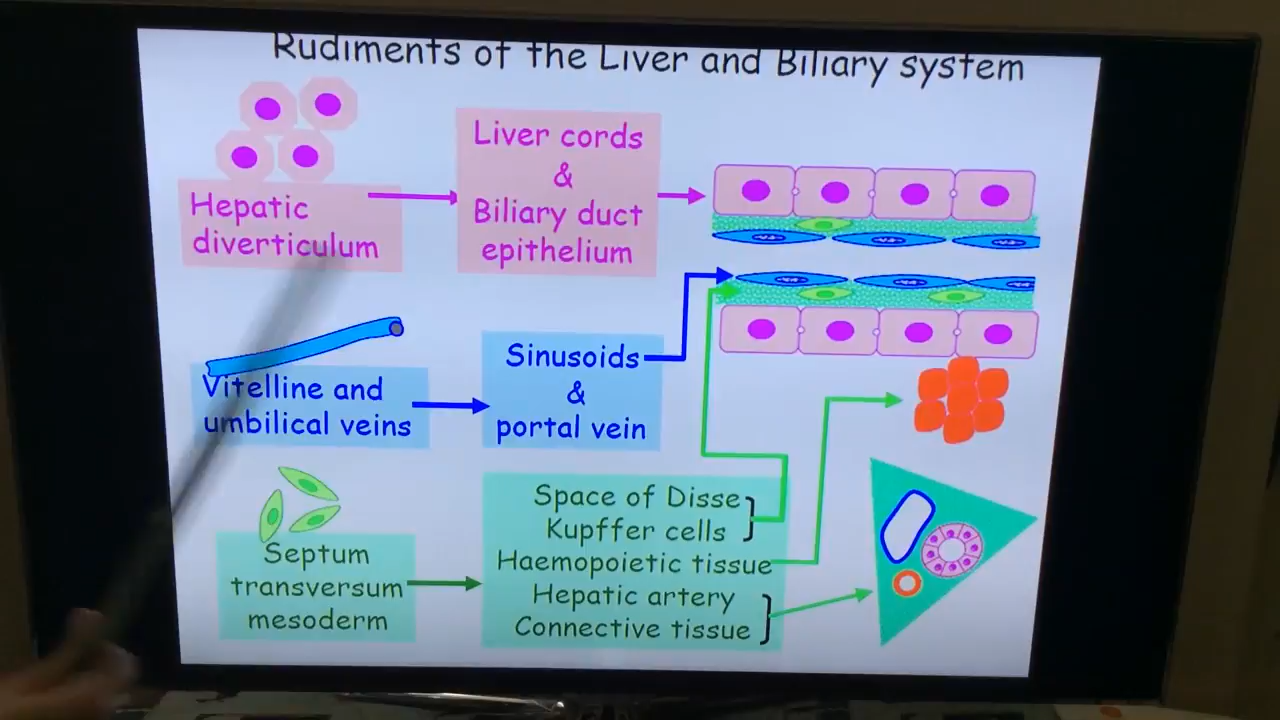 Rudiments of the Liver and Biliary system
Hepatic
diverticulum
Liver cords
&
Biliary duct
epithelium
Vitelline and
umbilical veins
Sinusoids
&
portal vein
Septum
transversum
mesoderm
Space of Disse
Kupffer cells
Haemopoietic tissue
Hepatic artery
Connective tissue